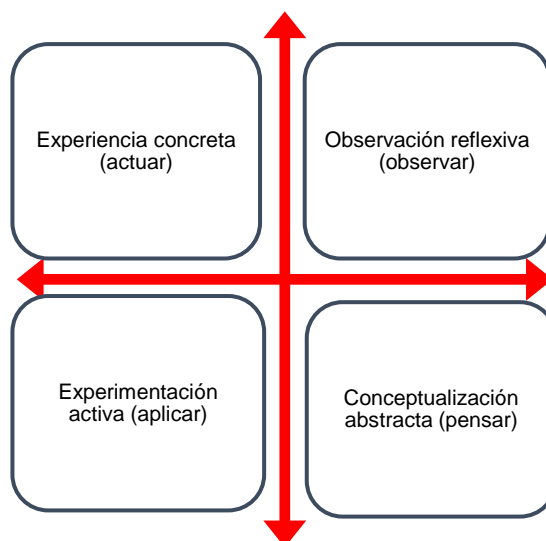 Experiencia concreta
(actuar)
Observación reflexiva
(observar)
Experimentación
activa (aplicar)
Conceptualización
abstracta (pensar)